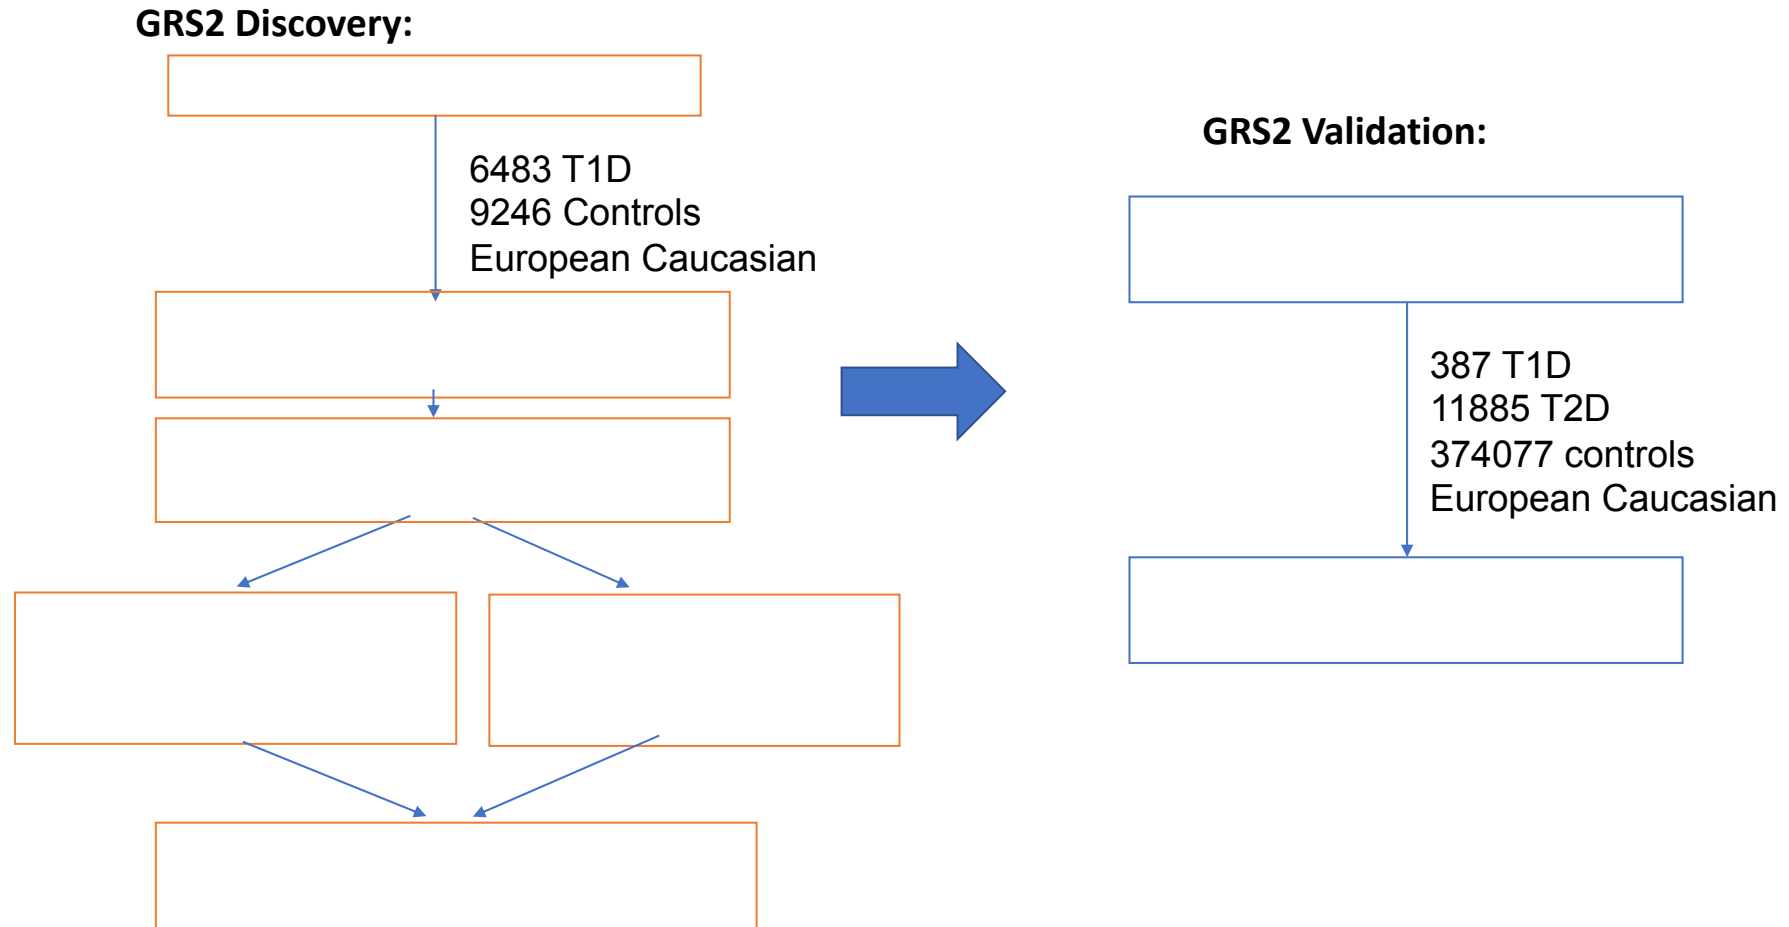 GRS2 Discovery:
6483 T1D
9246 Controls
European Caucasian
GRS2 Validation:
387 T1D
11885 T2D
374077 controls
European Caucasian